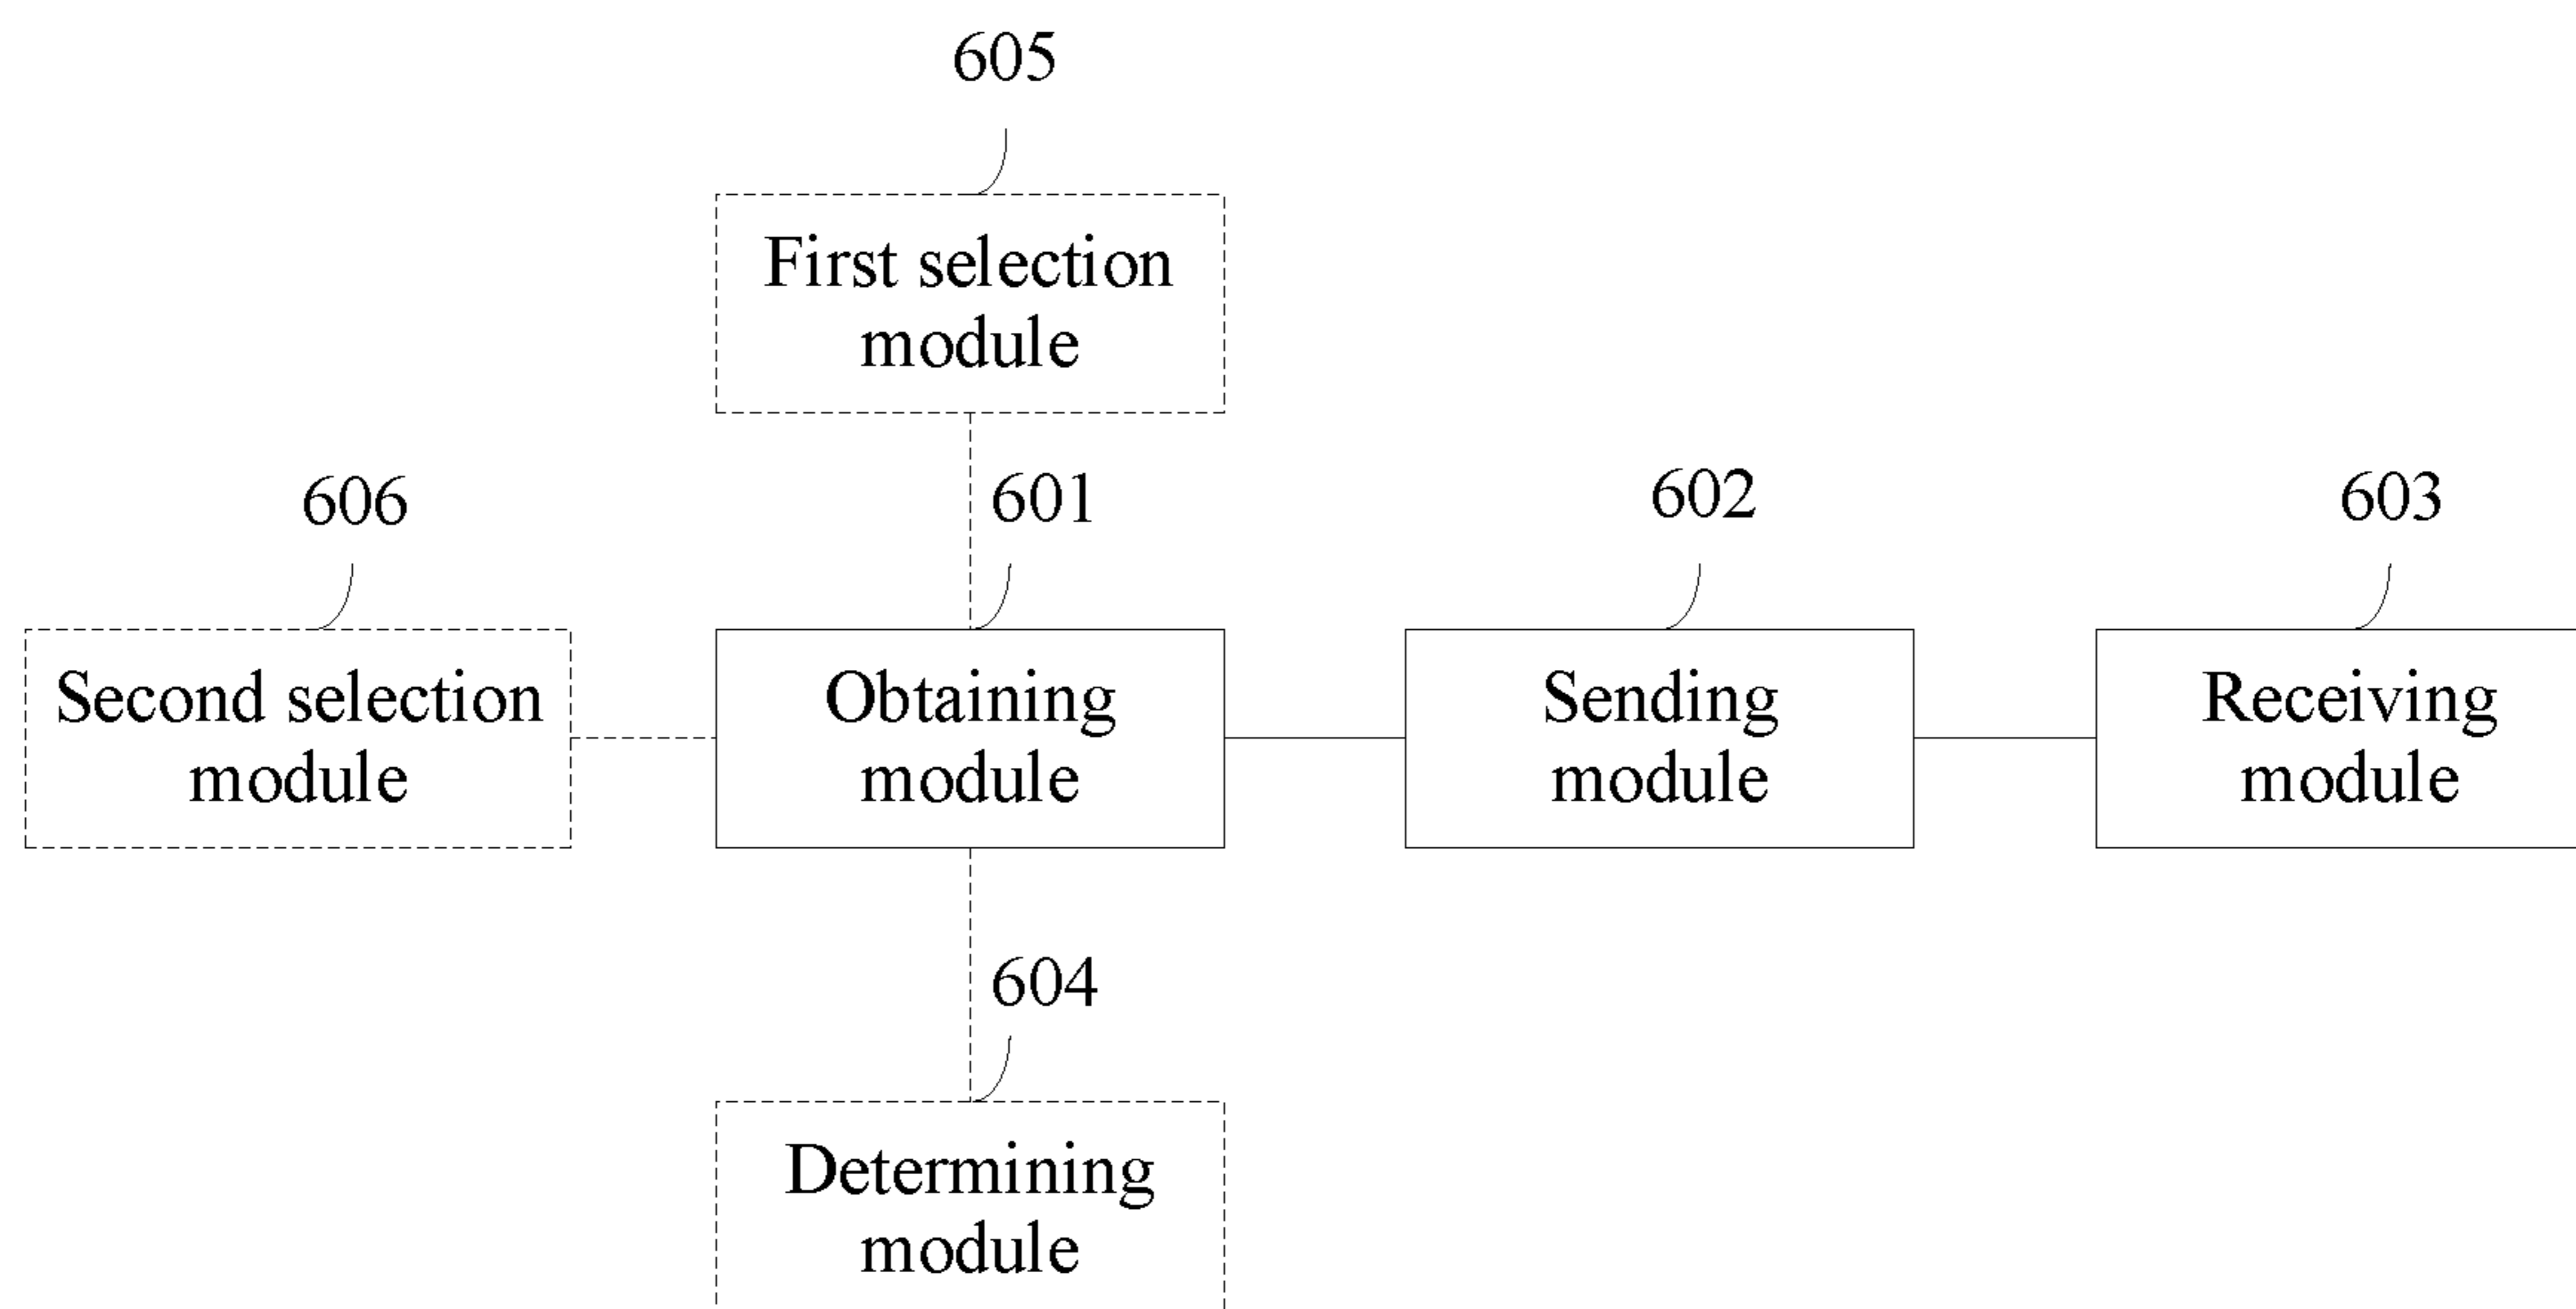 605
First selection
module
606
601
602
603
Second selection
module
Obtaining
module
Sending
module
Receiving
module
604
Determining
module